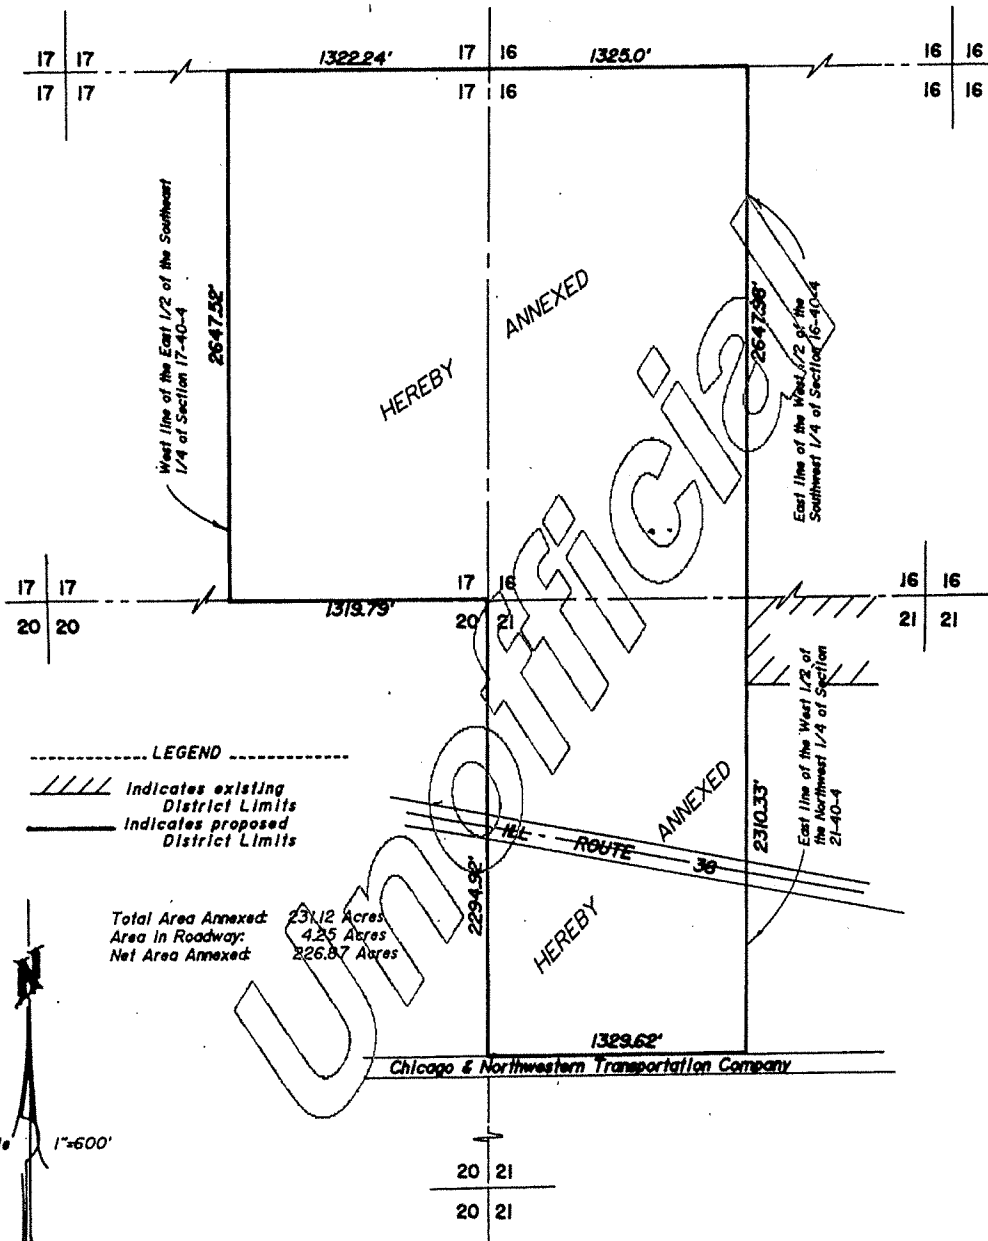 17 17
17 17
1322.24'
17 16
17 16
1325.0'
16 16
16 16
West line of the East 1/2 of the Southeast
1/4 of Section 17-40-4
2647.52'
HEREBY ANNEXED
2647.98'
East line of the West 1/2 of the
Southwest 1/4 of Section 16-40-4
17 17
20 20
1319.79'
17 16
20 21
16 16
21 21
Unofficial
East line of the West 1/2 of
the Northwest 1/4 of Section
21-40-4
LEGEND
Indicates existing
District Limits
Indicates proposed
District Limits
ILL - ROUTE 38
2294.92'
2310.33'
HEREBY ANNEXED
Total Area Annexed: 231.12 Acres
Area in Roadway: 4.25 Acres
Net Area Annexed: 226.87 Acres
N
1"=600'
1329.62'
Chicago & Northwestern Transportation Company
20 21
20 21